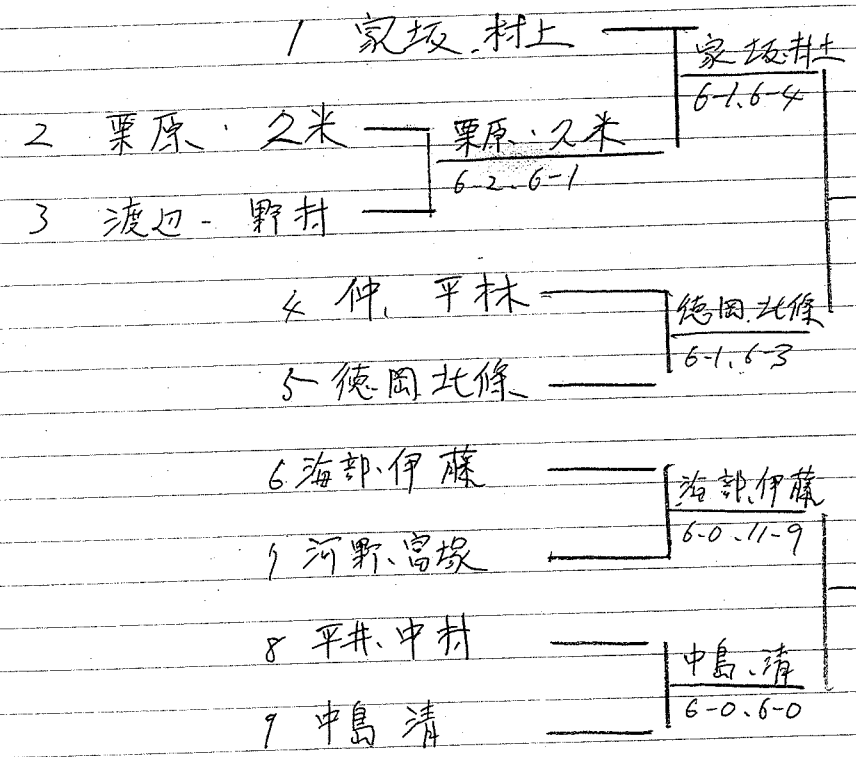 1 家坂、村上
家坂、村上
6-1、6-4
2 栗原・久米
栗原・久米
6-2、6-1
3 渡辺-野村
4 仲、平林
徳岡、北條
6-1、6-3
5 徳岡 北條
6 海部、伊藤
海部、伊藤
6-0、11-9
7 河野、富塚
8 平井、中村
中島、清
6-0、6-0
9 中島 清